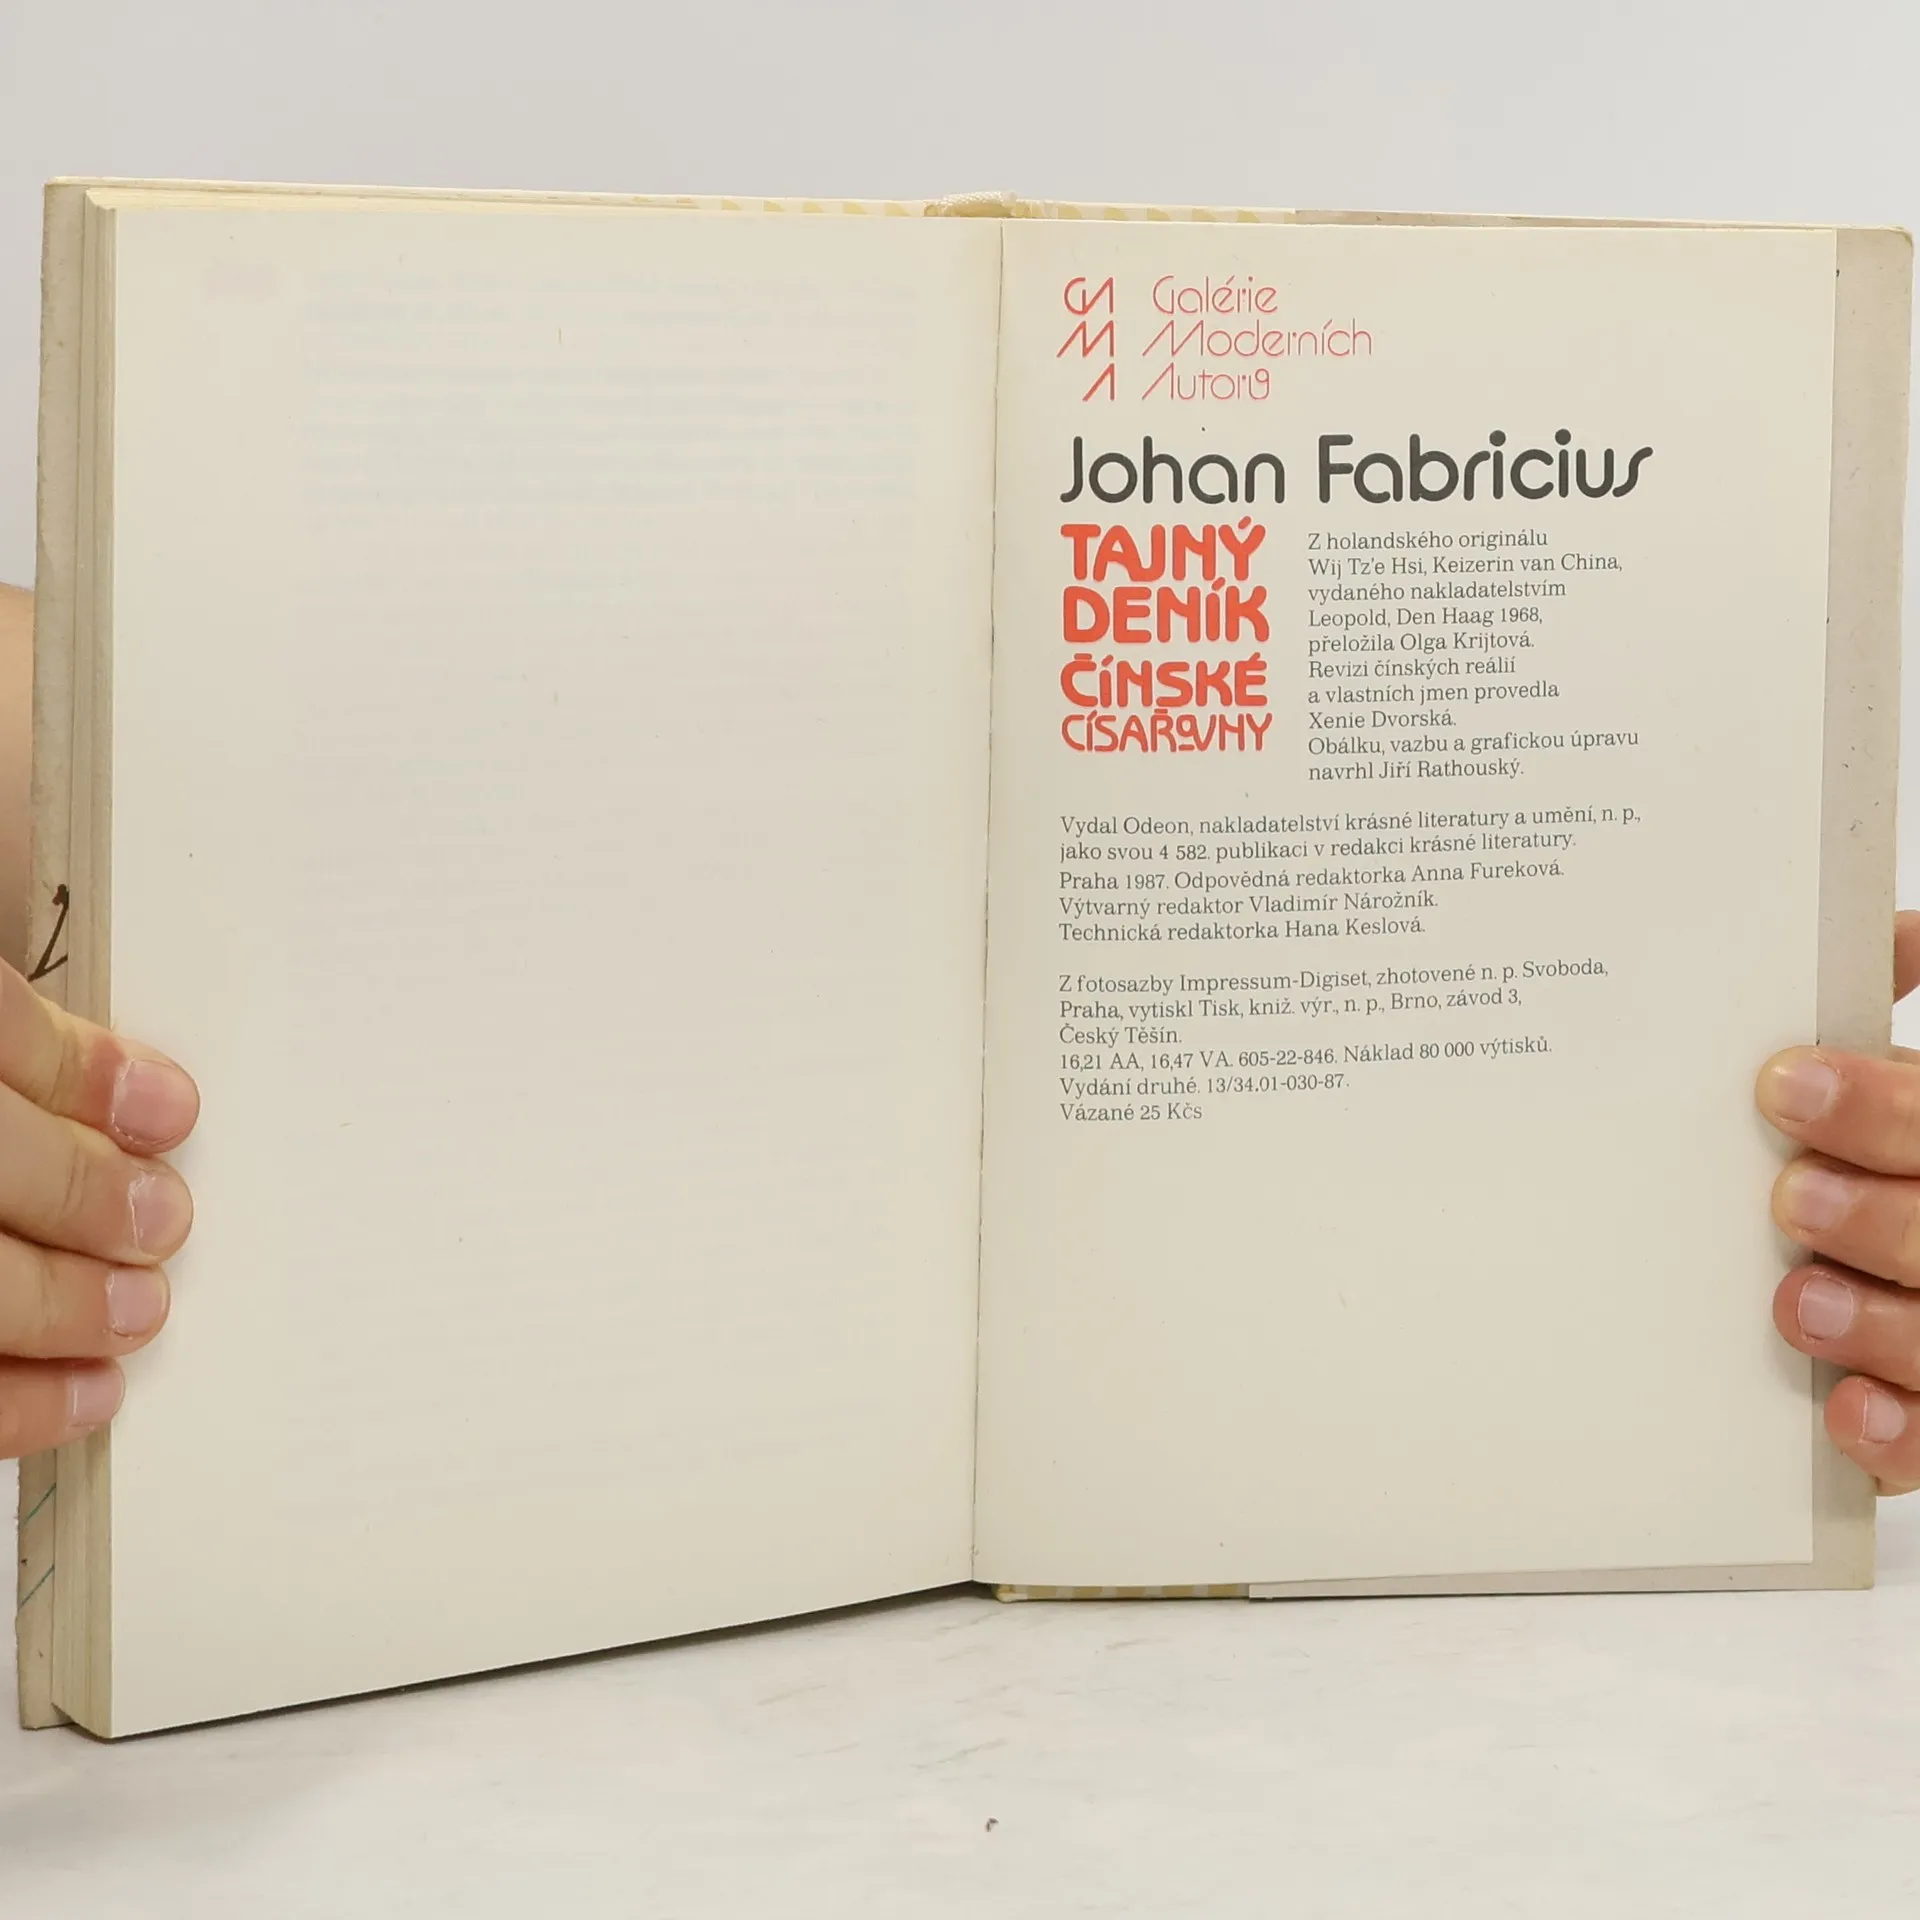 GMA Galérie
Moderních
Autorů
Johan Fabricius
TAJNÝ
DENÍK
ČÍNSKÉ
CÍSAŘOVNY
Z holandského originálu
Wij Tz'e Hsi, Keizerin van China,
vydaného nakladatelstvím
Leopold, Den Haag 1968,
přeložila Olga Krijtová.
Revizi čínských reálií
a vlastních jmen provedla
Xenie Dvorská.
Obálku, vazbu a grafickou úpravu
navrhl Jiří Rathouský.
Vydal Odeon, nakladatelství krásné literatury a umění, n. p.,
jako svou 4 582. publikaci v redakci krásné literatury.
Praha 1987. Odpovědná redaktorka Anna Fureková.
Výtvarný redaktor Vladimír Nárožník.
Technická redaktorka Hana Keslová.
Z fotosazby Impressum-Digiset, zhotovené n. p. Svoboda,
Praha, vytiskl Tisk, kniž. výr., n. p., Brno, závod 3,
Český Těšín.
16,21 AA, 16,47 VA. 605-22-846. Náklad 80 000 výtisků.
Vydání druhé. 13/34.01-030-87.
Vázané 25 Kčs